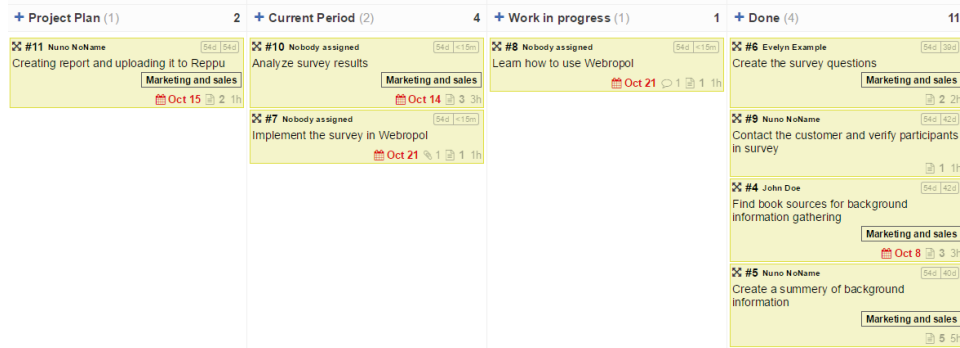 + Project Plan (1) 2
#11 Nuno NoName 54d 54d
Creating report and uploading it to Reppu
Marketing and sales
Oct 15 2 1h
+ Current Period (2) 4
#10 Nobody assigned 54d <15m
Analyze survey results
Marketing and sales
Oct 14 3 3h
#7 Nobody assigned 54d <15m
Implement the survey in Webropol
Oct 21 1 1 1h
+ Work in progress (1) 1
#8 Nobody assigned 54d <15m
Learn how to use Webropol
Oct 21 1 1 1h
+ Done (4) 11
#6 Evelyn Example 54d 39d
Create the survey questions
Marketing and sales
2 2h
#9 Nuno NoName 54d 42d
Contact the customer and verify participants
in survey
1 1h
#4 John Doe 54d 42d
Find book sources for background
information gathering
Marketing and sales
Oct 8 3 3h
#5 Nuno NoName 54d 40d
Create a summery of background
information
Marketing and sales
5 5h